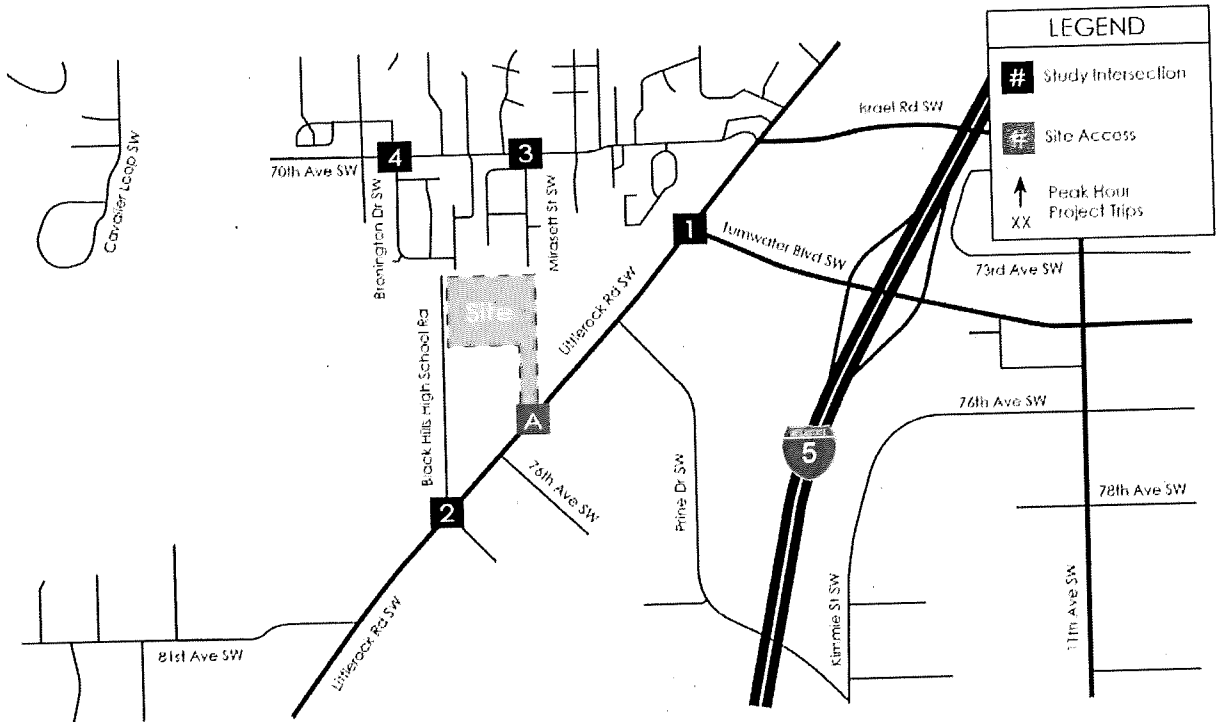 LEGEND
# Study Intersection
# Site Access
XX Peak Hour
Project Trips
Israel Rd SW
Cavalier Loop SW
70th Ave SW
4
3
Bronington Dr SW
Mirasett St SW
1
Tumwater Blvd SW
73rd Ave SW
Site
Black Hills High School Rd
Littlerock Rd SW
A
76th Ave SW
5
76th Ave SW
2
Prine Dr SW
78th Ave SW
81st Ave SW
Littlerock Rd SW
Kimmie St SW
11th Ave SW